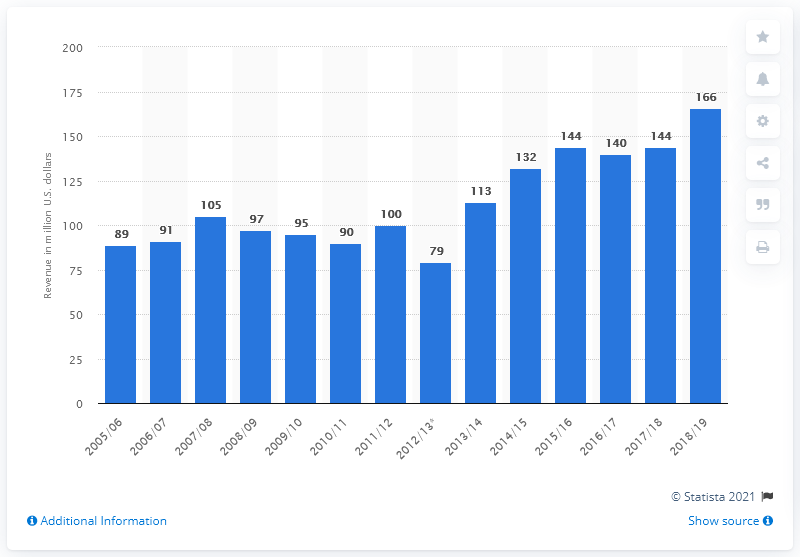 200
175
150
125
100
75
50
25
0
Revenue in million U.S. dollars
89 91 105 97 95 90 100 79 113 132 144 140 144 166
2005/06 2006/07 2007/08 2008/09 2009/10 2010/11 2011/12 2012/13* 2013/14 2014/15 2015/16 2016/17 2017/18 2018/19
© Statista 2021
Additional Information
Show source